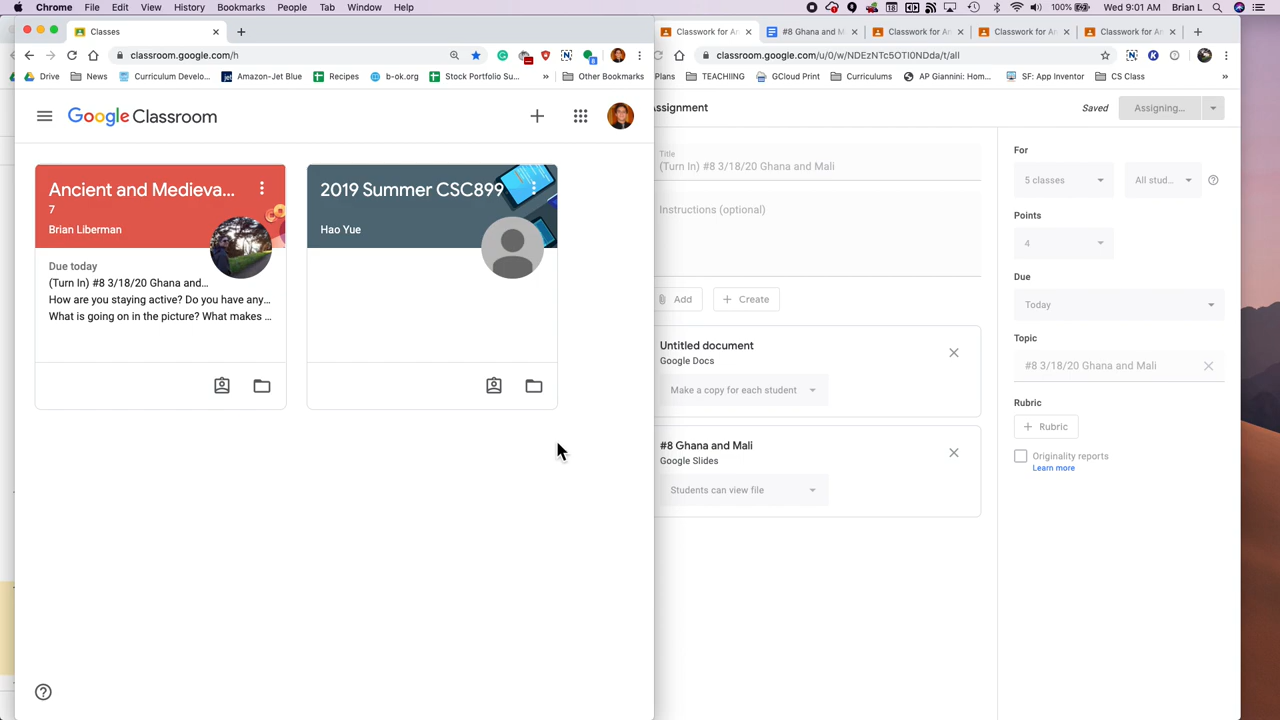 Chrome File Edit View History Bookmarks People Tab Window Help
100% Wed 9:01 AM Brian L
Classes
classroom.google.com/h
Drive News Curriculum Develo... Amazon-Jet Blue Recipes b-ok.org Stock Portfolio Su... » Other Bookmarks
Google Classroom
Ancient and Medieva...
7
Brian Liberman
Due today
(Turn In) #8 3/18/20 Ghana and...
How are you staying active? Do you have any...
What is going on in the picture? What makes ...
2019 Summer CSC899
Hao Yue
Classwork for An
#8 Ghana and M
Classwork for An
Classwork for An
Classwork for An
classroom.google.com/u/0/w/NDEzNTc5OTI0NDda/t/all
Plans TEACHIING GCloud Print Curriculums AP Giannini: Hom... SF: App Inventor CS Class
Assignment
Saved
Assigning...
Title
(Turn In) #8 3/18/20 Ghana and Mali
Instructions (optional)
Add
Create
Untitled document
Google Docs
Make a copy for each student
#8 Ghana and Mali
Google Slides
Students can view file
For
5 classes
All stud...
Points
4
Due
Today
Topic
#8 3/18/20 Ghana and Mali
Rubric
Rubric
Originality reports
Learn more